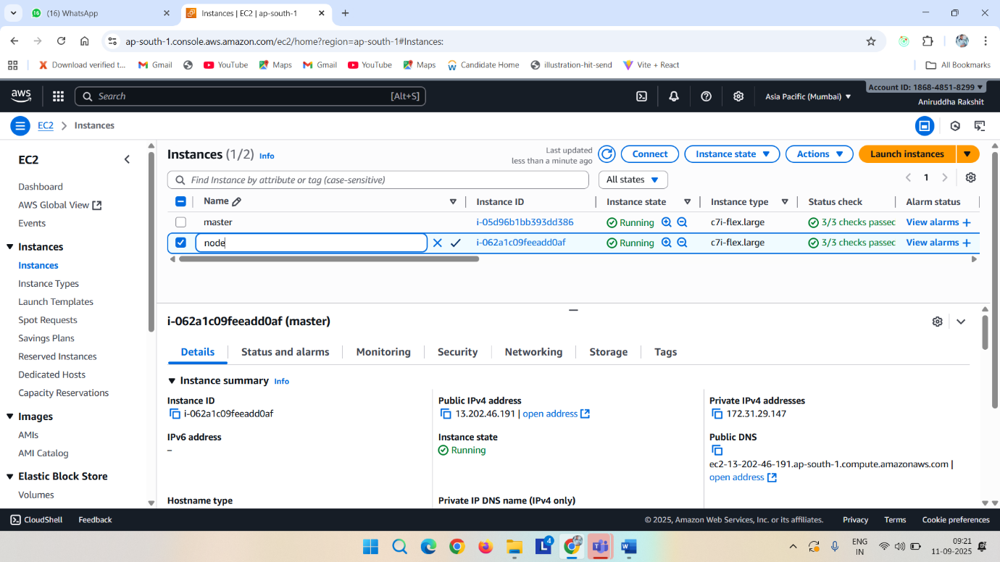 (16) WhatsApp
Instances | EC2 | ap-south-1
ap-south-1.console.aws.amazon.com/ec2/home?region=ap-south-1#Instances:
Download verified t... Gmail YouTube Maps Gmail YouTube Maps Candidate Home illustration-hit-send Vite + React All Bookmarks
aws Search [Alt+S] Asia Pacific (Mumbai) Account ID: 1868-4851-8299
Aniruddha Rakshit
EC2 Instances
EC2
Dashboard
AWS Global View
Events
Instances
Instances
Instance Types
Launch Templates
Spot Requests
Savings Plans
Reserved Instances
Dedicated Hosts
Capacity Reservations
Images
AMIs
AMI Catalog
Elastic Block Store
Volumes
Instances (1/2) Info
Last updated
less than a minute ago
Connect Instance state Actions Launch instances
Find Instance by attribute or tag (case-sensitive) All states 1
Name Instance ID Instance state Instance type Status check Alarm status
master i-05d96b1bb393dd386 Running c7i-flex.large 3/3 checks passec View alarms +
node i-062a1c09feeadd0af Running c7i-flex.large 3/3 checks passec View alarms +
i-062a1c09feeadd0af (master)
Details Status and alarms Monitoring Security Networking Storage Tags
Instance summary Info
Instance ID
i-062a1c09feeadd0af
Public IPv4 address
13.202.46.191 | open address
Private IPv4 addresses
172.31.29.147
IPv6 address
–
Instance state
Running
Public DNS
ec2-13-202-46-191.ap-south-1.compute.amazonaws.com |
open address
Hostname type
Private IP DNS name (IPv4 only)
CloudShell Feedback © 2025, Amazon Web Services, Inc. or its affiliates. Privacy Terms Cookie preferences
4
ENG
IN
09:21
11-09-2025